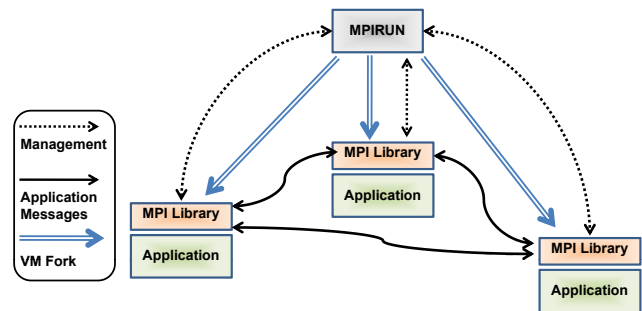 MPIRUN
Management
Application
Messages
VM Fork
MPI Library
Application
MPI Library
Application
MPI Library
Application